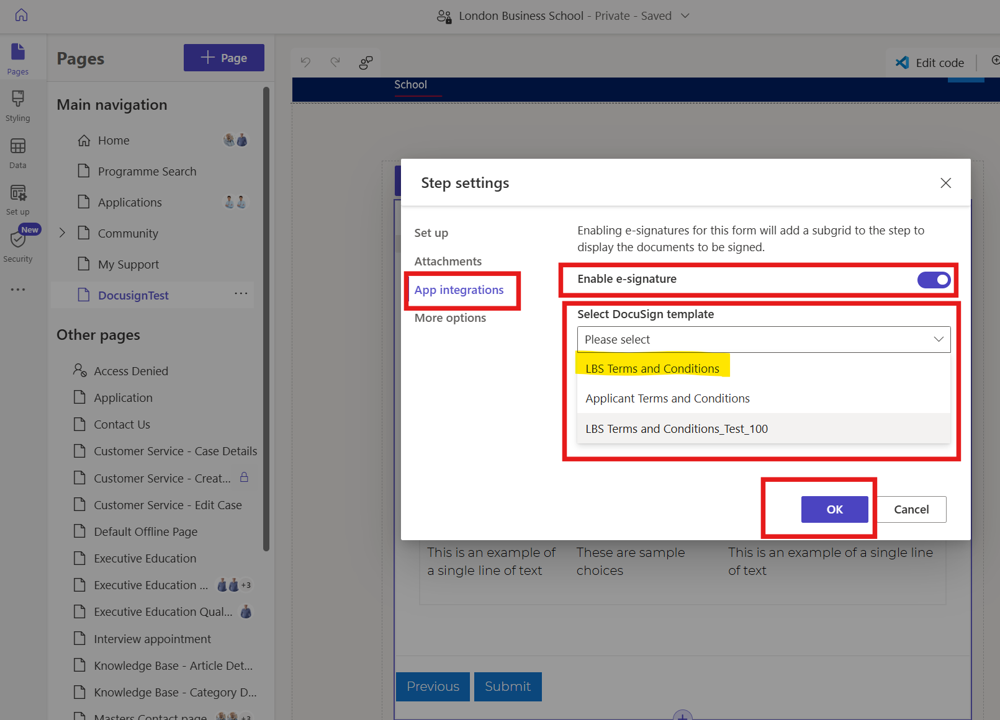 London Business School - Private - Saved
Pages
Styling
Data
Set up
New
Security
Pages
Page
Main navigation
Home
Programme Search
Applications
Community
My Support
DocusignTest
Other pages
Access Denied
Application
Contact Us
Customer Service - Case Details
Customer Service - Creat...
Customer Service - Edit Case
Default Offline Page
Executive Education
Executive Education ... +3
Executive Education Qual...
Interview appointment
Knowledge Base - Article Det...
Knowledge Base - Category D...
Masters Contact page +3
Edit code
School
Step settings
Set up
Attachments
App integrations
More options
Enabling e-signatures for this form will add a subgrid to the step to
display the documents to be signed.
Enable e-signature
Select DocuSign template
Please select
LBS Terms and Conditions
Applicant Terms and Conditions
LBS Terms and Conditions_Test_100
OK
Cancel
This is an example of
a single line of text
These are sample
choices
This is an example of a single line
of text
Previous
Submit